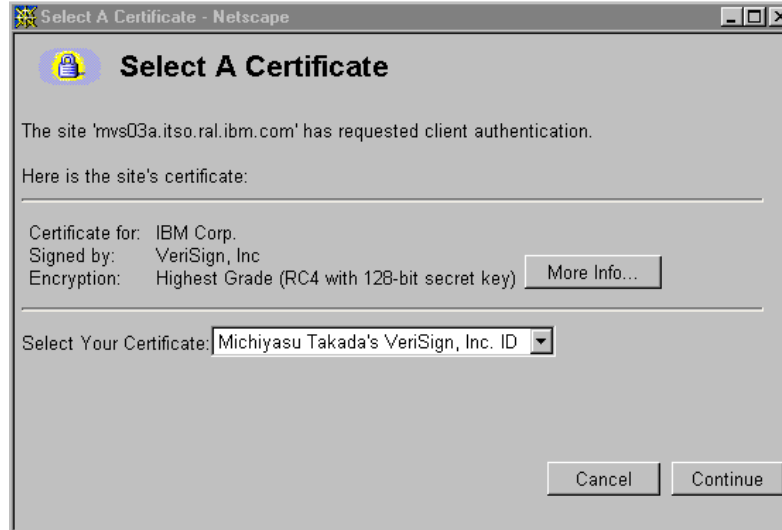 Select A Certificate - Netscape
Select A Certificate
The site 'mvs03a.itso.ral.ibm.com' has requested client authentication.
Here is the site's certificate:
Certificate for: IBM Corp.
Signed by: VeriSign, Inc
Encryption: Highest Grade (RC4 with 128-bit secret key) More Info...
Select Your Certificate: Michiyasu Takada's VeriSign, Inc. ID
Cancel Continue